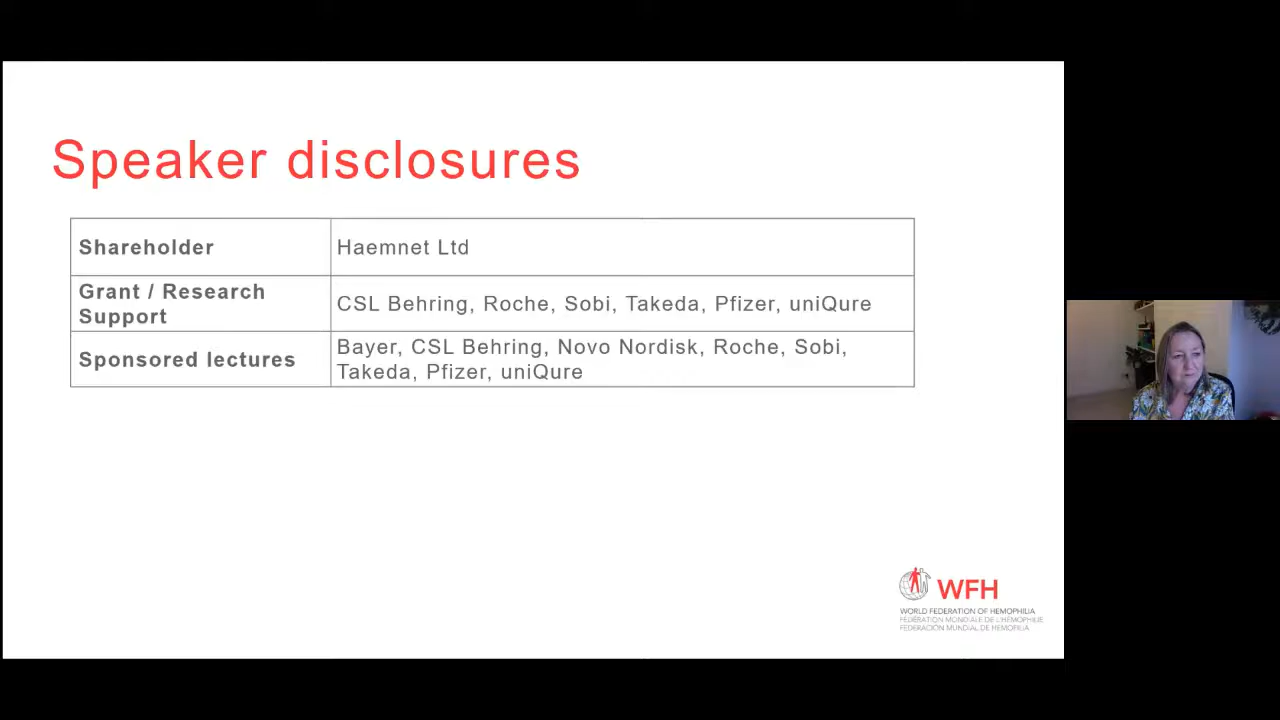 Speaker disclosures
Shareholder
Haemnet Ltd
Grant / Research
Support
CSL Behring, Roche, Sobi, Takeda, Pfizer, uniQure
Sponsored lectures
Bayer, CSL Behring, Novo Nordisk, Roche, Sobi,
Takeda, Pfizer, uniQure
WFH
WORLD FEDERATION OF HEMOPHILIA
FÉDÉRATION MONDIALE DE L'HÉMOPHILIE
FEDERACIÓN MUNDIAL DE HEMOFILIA